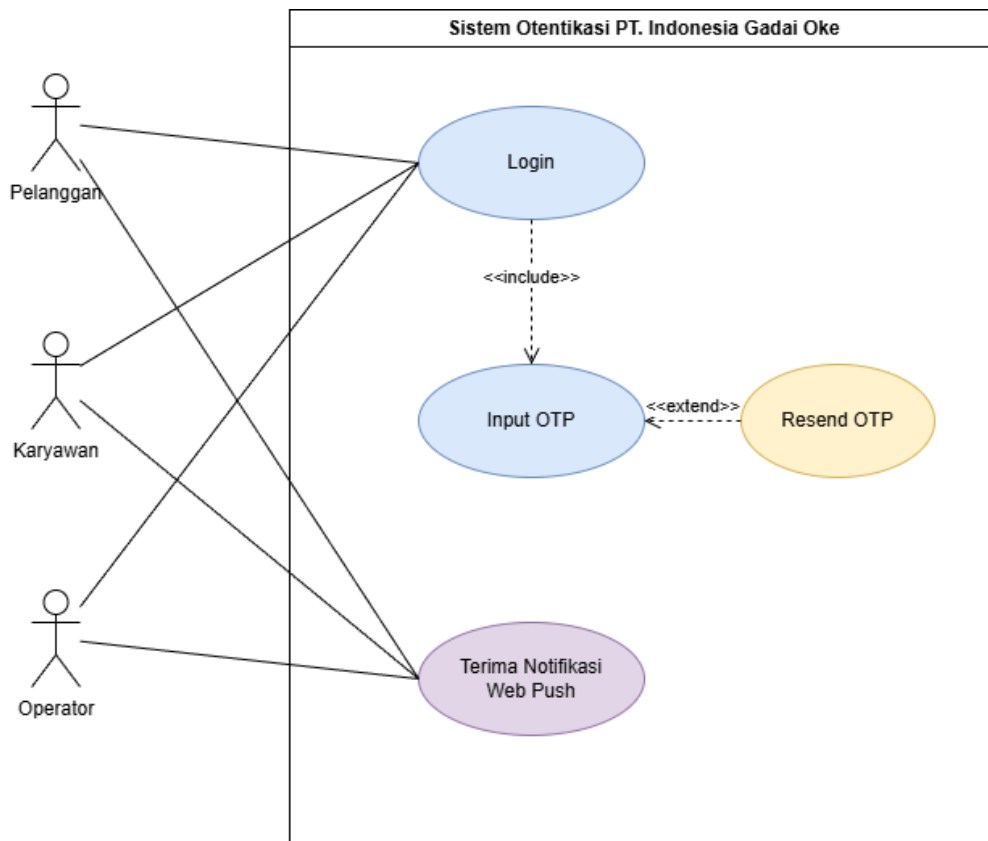 Sistem Otentikasi PT. Indonesia Gadai Oke
Pelanggan
Login
<<include>>
Karyawan
Input OTP
<<extend>>
Resend OTP
Operator
Terima Notifikasi
Web Push